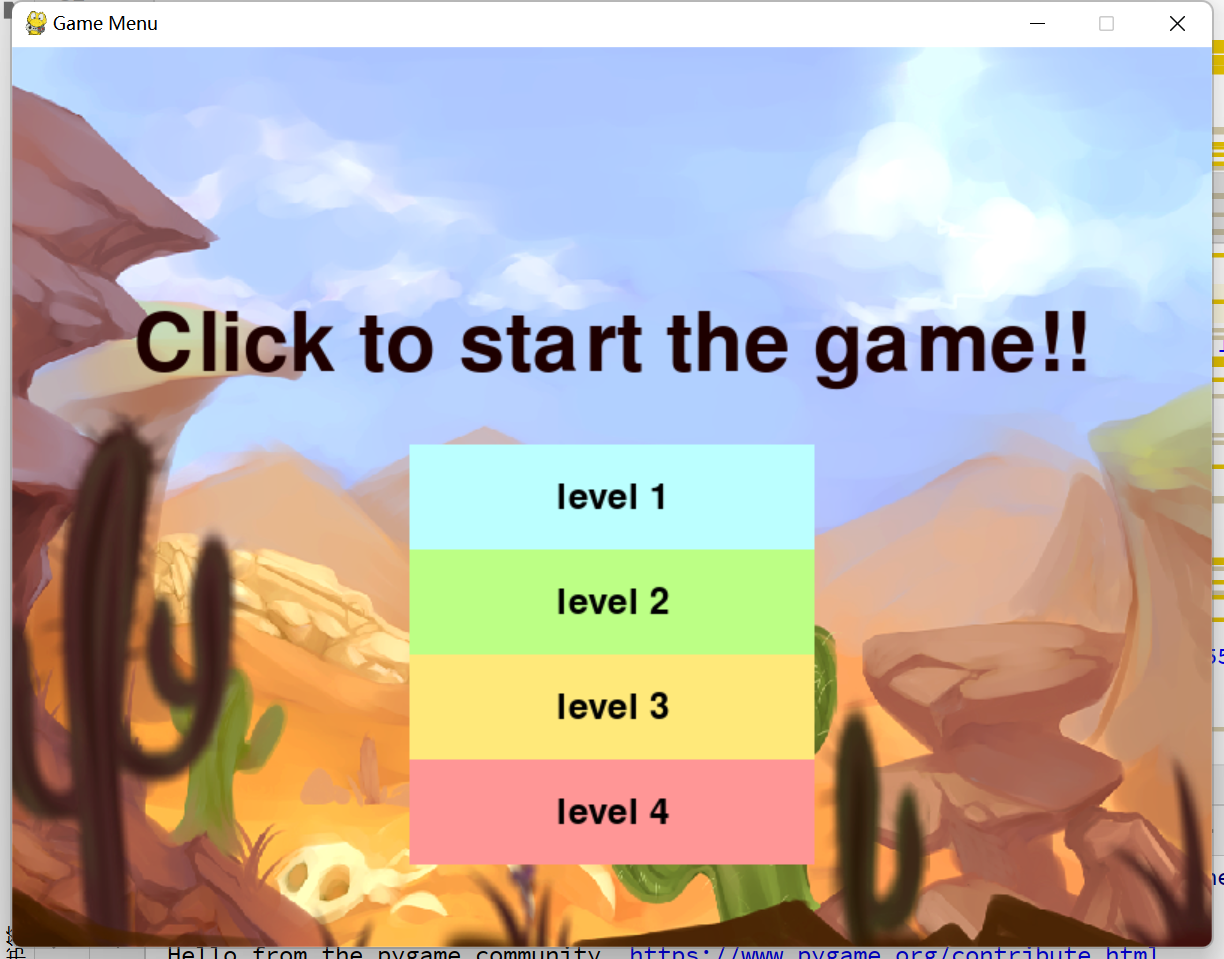 Game Menu
Click to start the game!!
level 1
level 2
level 3
level 4
Hello from the pygame community. https://www.pygame.org/contribute.html